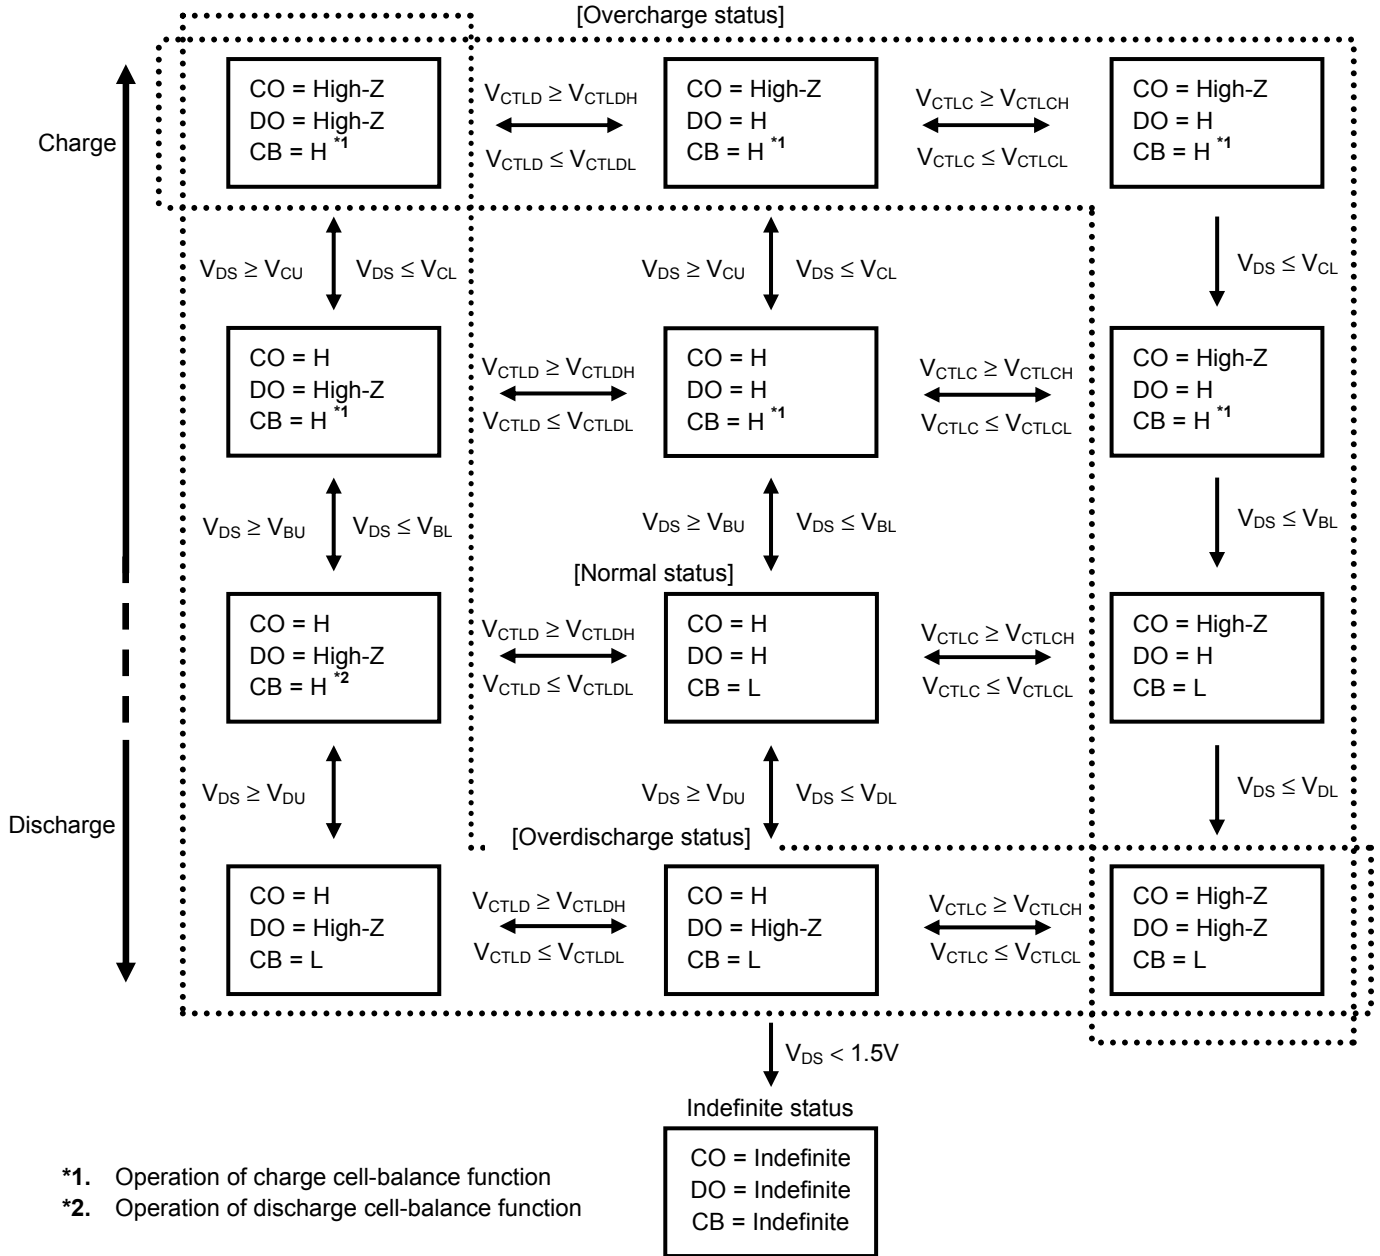 [Overcharge status]
Charge
CO = High-Z
DO = High-Z
CB = H *1
VCTLD ≥ VCTLDH
VCTLD ≤ VCTLDL
CO = High-Z
DO = H
CB = H *1
VCTLC ≥ VCTLCH
VCTLC ≤ VCTLCL
CO = High-Z
DO = H
CB = H *1
VDS ≥ VCU VDS ≤ VCL
VDS ≥ VCU VDS ≤ VCL
VDS ≤ VCL
CO = H
DO = High-Z
CB = H *1
VCTLD ≥ VCTLDH
VCTLD ≤ VCTLDL
CO = H
DO = H
CB = H *1
VCTLC ≥ VCTLCH
VCTLC ≤ VCTLCL
CO = High-Z
DO = H
CB = H *1
VDS ≥ VBU VDS ≤ VBL
VDS ≥ VBU VDS ≤ VBL
VDS ≤ VBL
[Normal status]
CO = H
DO = High-Z
CB = H *2
VCTLD ≥ VCTLDH
VCTLD ≤ VCTLDL
CO = H
DO = H
CB = L
VCTLC ≥ VCTLCH
VCTLC ≤ VCTLCL
CO = High-Z
DO = H
CB = L
VDS ≥ VDU
VDS ≥ VDU VDS ≤ VDL
VDS ≤ VDL
Discharge
[Overdischarge status]
CO = H
DO = High-Z
CB = L
VCTLD ≥ VCTLDH
VCTLD ≤ VCTLDL
CO = H
DO = High-Z
CB = L
VCTLC ≥ VCTLCH
VCTLC ≤ VCTLCL
CO = High-Z
DO = High-Z
CB = L
VDS < 1.5V
Indefinite status
CO = Indefinite
DO = Indefinite
CB = Indefinite
*1. Operation of charge cell-balance function
*2. Operation of discharge cell-balance function